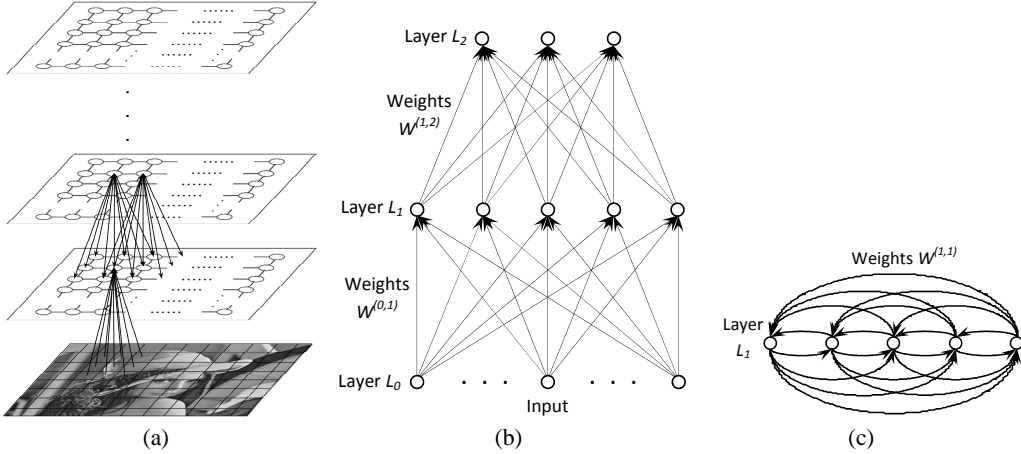 Layer L₂
Weights
W⁽¹,²⁾
Layer L₁
Weights
W⁽⁰,¹⁾
Layer L₀
Input
Weights W⁽¹,¹⁾
Layer
L₁
(a)
(b)
(c)